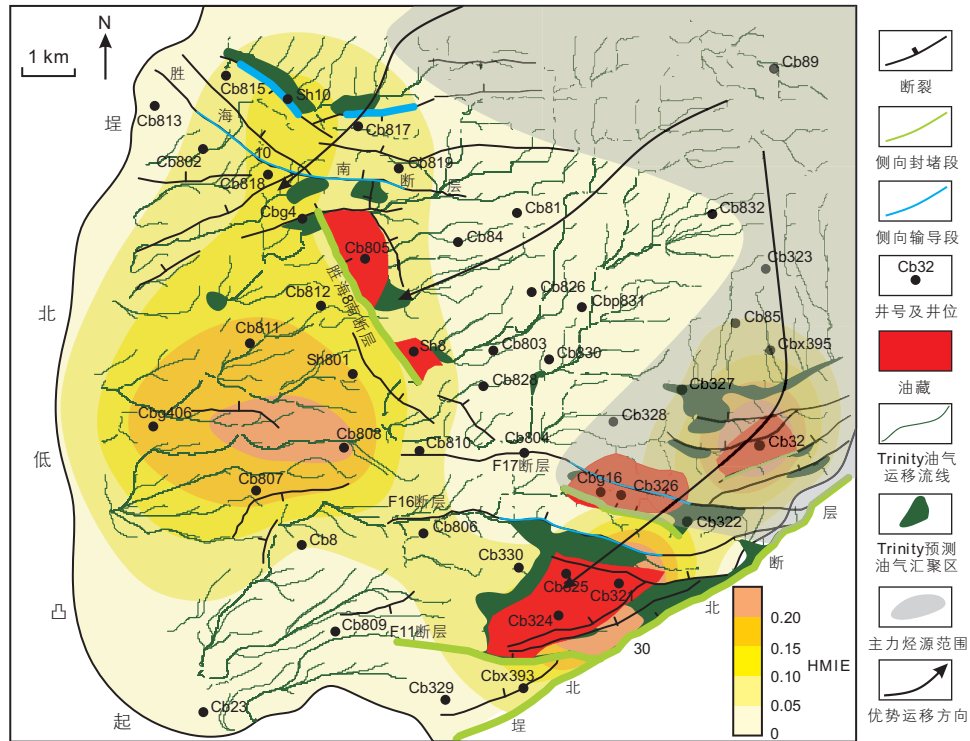 N
1 km
Cb89
Cb815
Sh10
胜
海
南
断
层
埕
Cb813
Cb817
Cb802
10
Cb819
Cb818
Cbg4
Cb81
Cb832
Cb84
Cb805
Cb323
胜海8南断层
Cb812
Cb826
Cbp831
北
Cb85
Cb811
Sh8
Cb803
Cb830
Cbx395
Sh801
Cb828
Cb327
Cbg406
Cb328
Cb808
Cb810
Cb804
Cb32
F17断层
Cb807
Cbg16
Cb326
低
F16断层
Cb806
Cb322
层
Cb8
Cb330
断
Cb825
Cb321
凸
Cb324
北
Cb809
F11断层
30
Cb329
Cbx393
北
Cb23
起
埕
0.20
0.15
0.10
0.05
0
HMIE
断裂
侧向封堵段
侧向输导段
Cb32
井号及井位
油藏
Trinity油气
运移流线
Trinity预测
油气汇聚区
主力烃源范围
优势运移方向